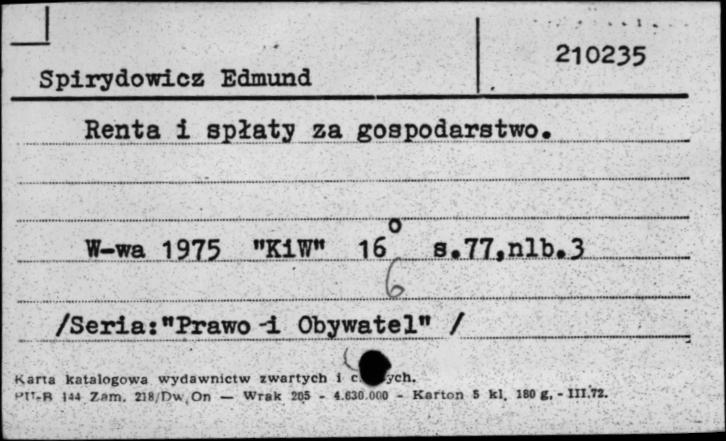 210235
Spirydowicz Edmund
Renta i spłaty za gospodarstwo.
W-wa 1975 "KiW" 16° s.77,nlb.3
6
/Seria:"Prawo i Obywatel" /
Karta katalogowa wydawnictw zwartych i
PU-B 144 Zam. 218/Dw, On — Wrak 205 - 4.630.000 - Karton 5 kl. 180 g. - III.72.